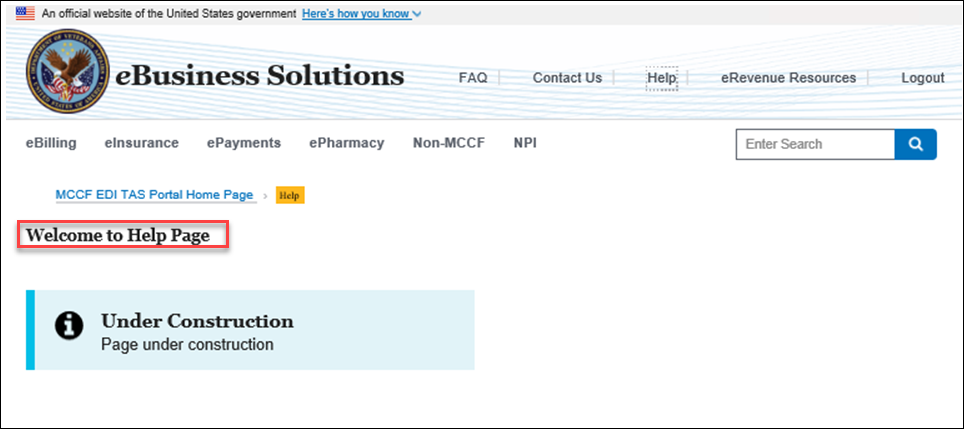 An official website of the United States government Here's how you know
eBusiness Solutions
FAQ Contact Us Help eRevenue Resources Logout
eBilling eInsurance ePayments ePharmacy Non-MCCF NPI Enter Search
MCCF EDI TAS Portal Home Page › Help
Welcome to Help Page
Under Construction
Page under construction